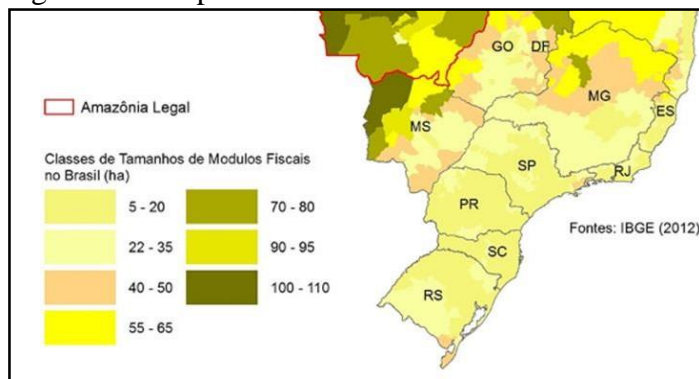 GO
DF
MG
ES
MS
SP
RJ
PR
SC
RS
Amazônia Legal
Classes de Tamanhos de Modulos Fiscais
no Brasil (ha)
5 - 20
70 - 80
22 - 35
90 - 95
40 - 50
100 - 110
55 - 65
Fontes: IBGE (2012)